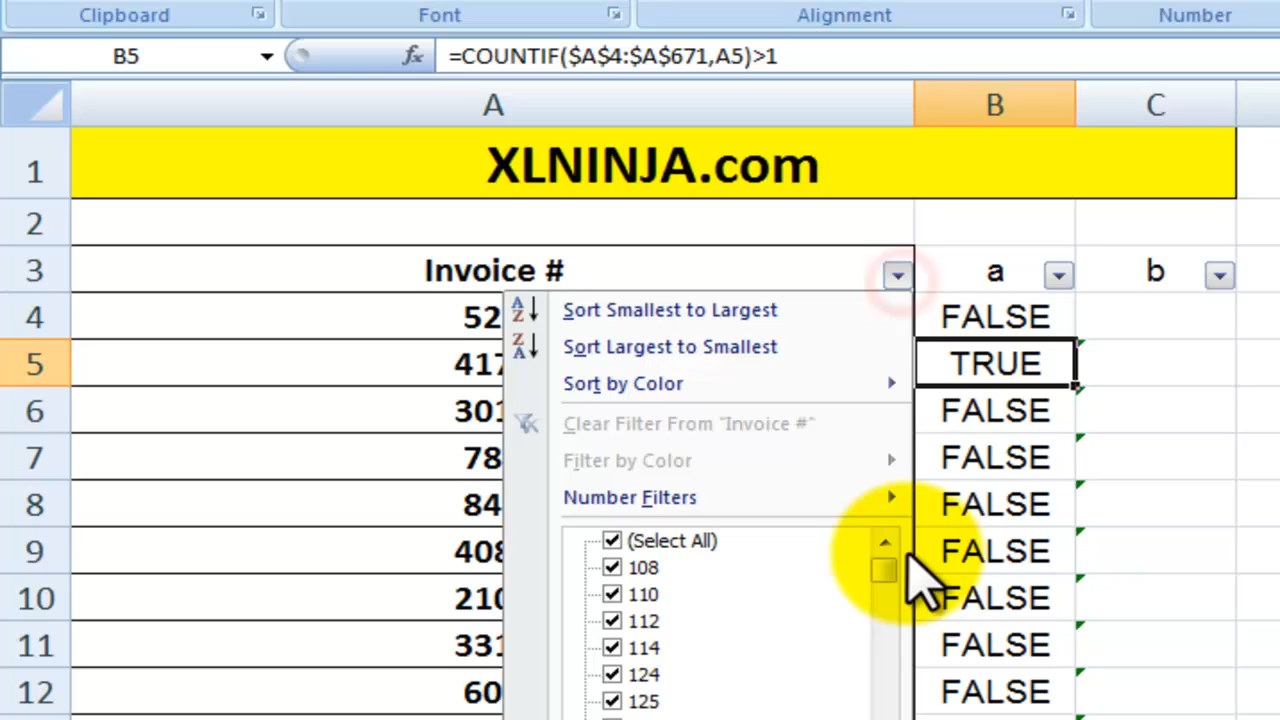 Clipboard Font Alignment Number
B5 fx =COUNTIF($A$4:$A$671,A5)>1
A B C
1 XLNINJA.com
2
3 Invoice # a b
4 52 FALSE
A Z Sort Smallest to Largest
Z A Sort Largest to Smallest
5 417 TRUE
Sort by Color
6 301 FALSE
Clear Filter From "Invoice #"
7 78 FALSE
Filter by Color
8 84 FALSE
Number Filters
(Select All)
9 408 FALSE
108
110
10 210 FALSE
112
11 331 FALSE
114
124
12 60 FALSE
125